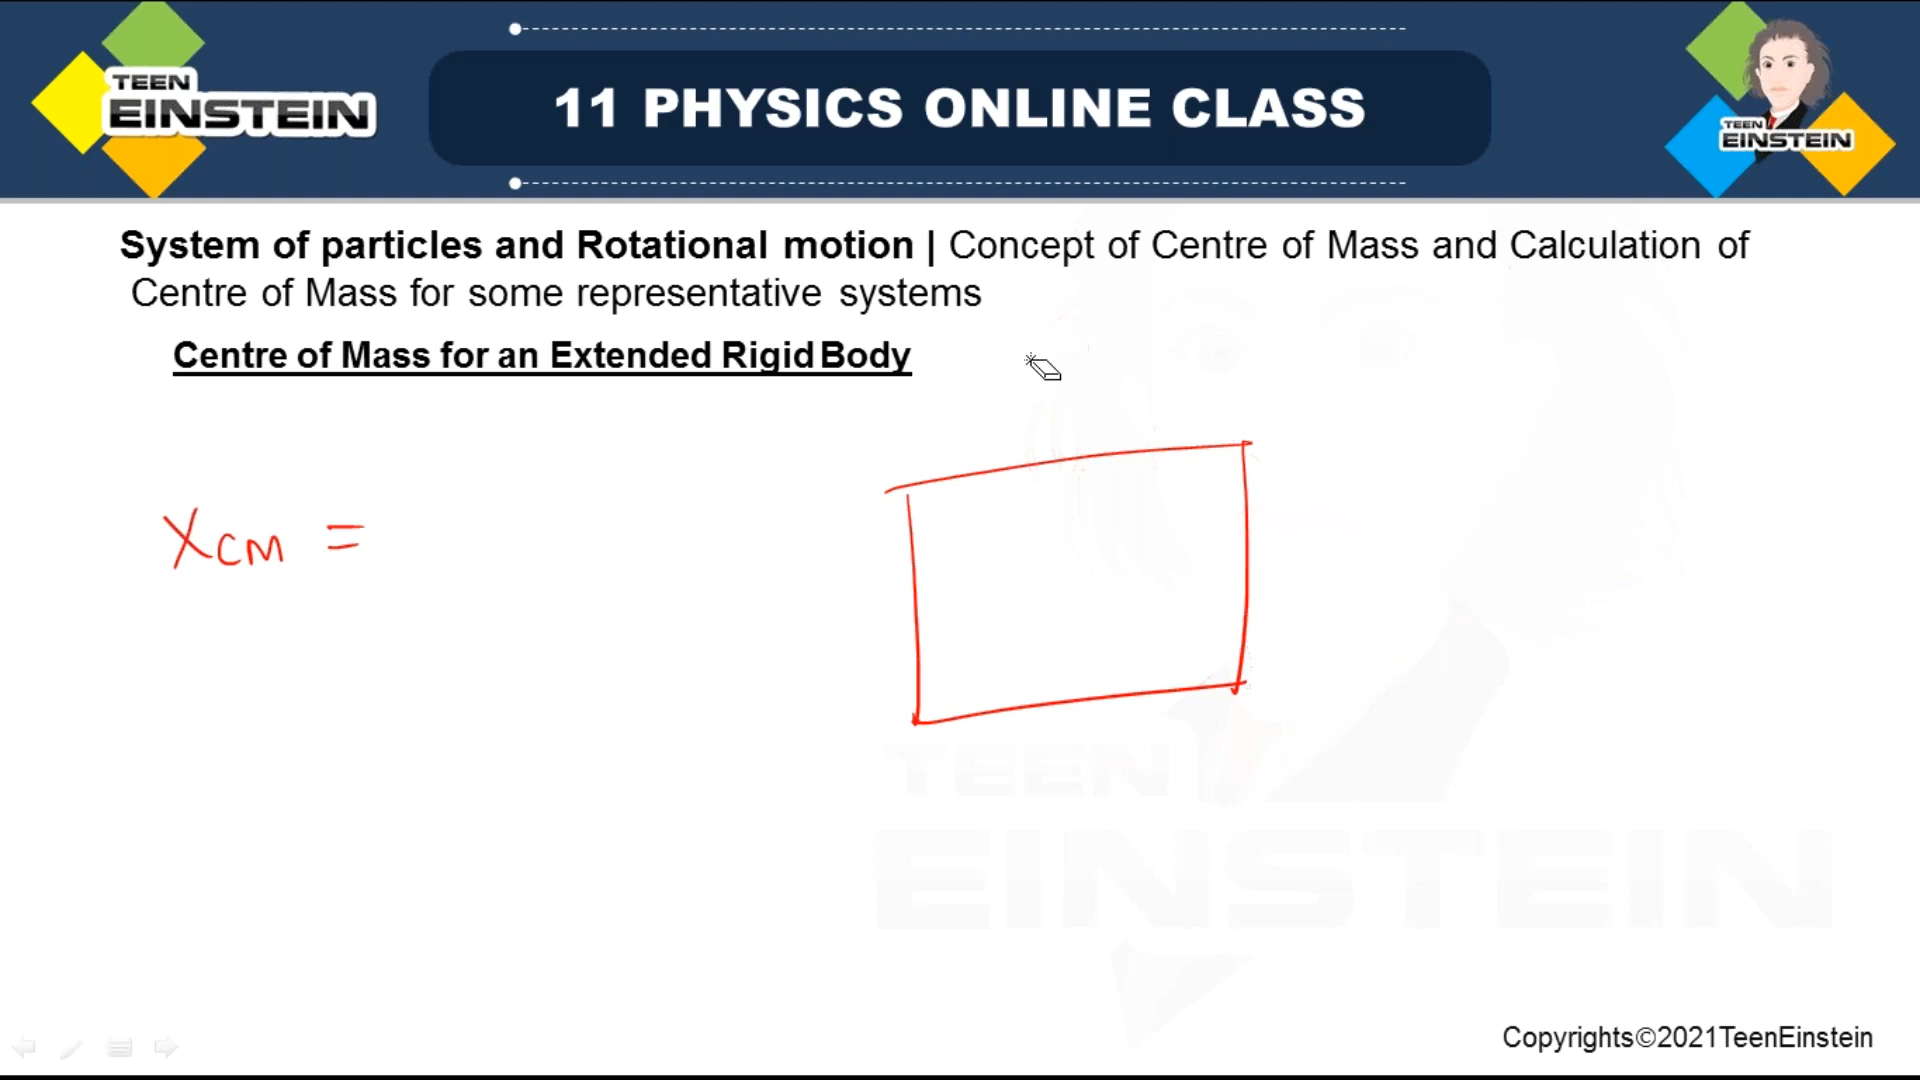 TEEN
EINSTEIN
11 PHYSICS ONLINE CLASS
TEEN
EINSTEIN
System of particles and Rotational motion | Concept of Centre of Mass and Calculation of
Centre of Mass for some representative systems
Centre of Mass for an Extended Rigid Body
XCM =
TEEN
EINSTEIN
Copyrights©2021TeenEinstein